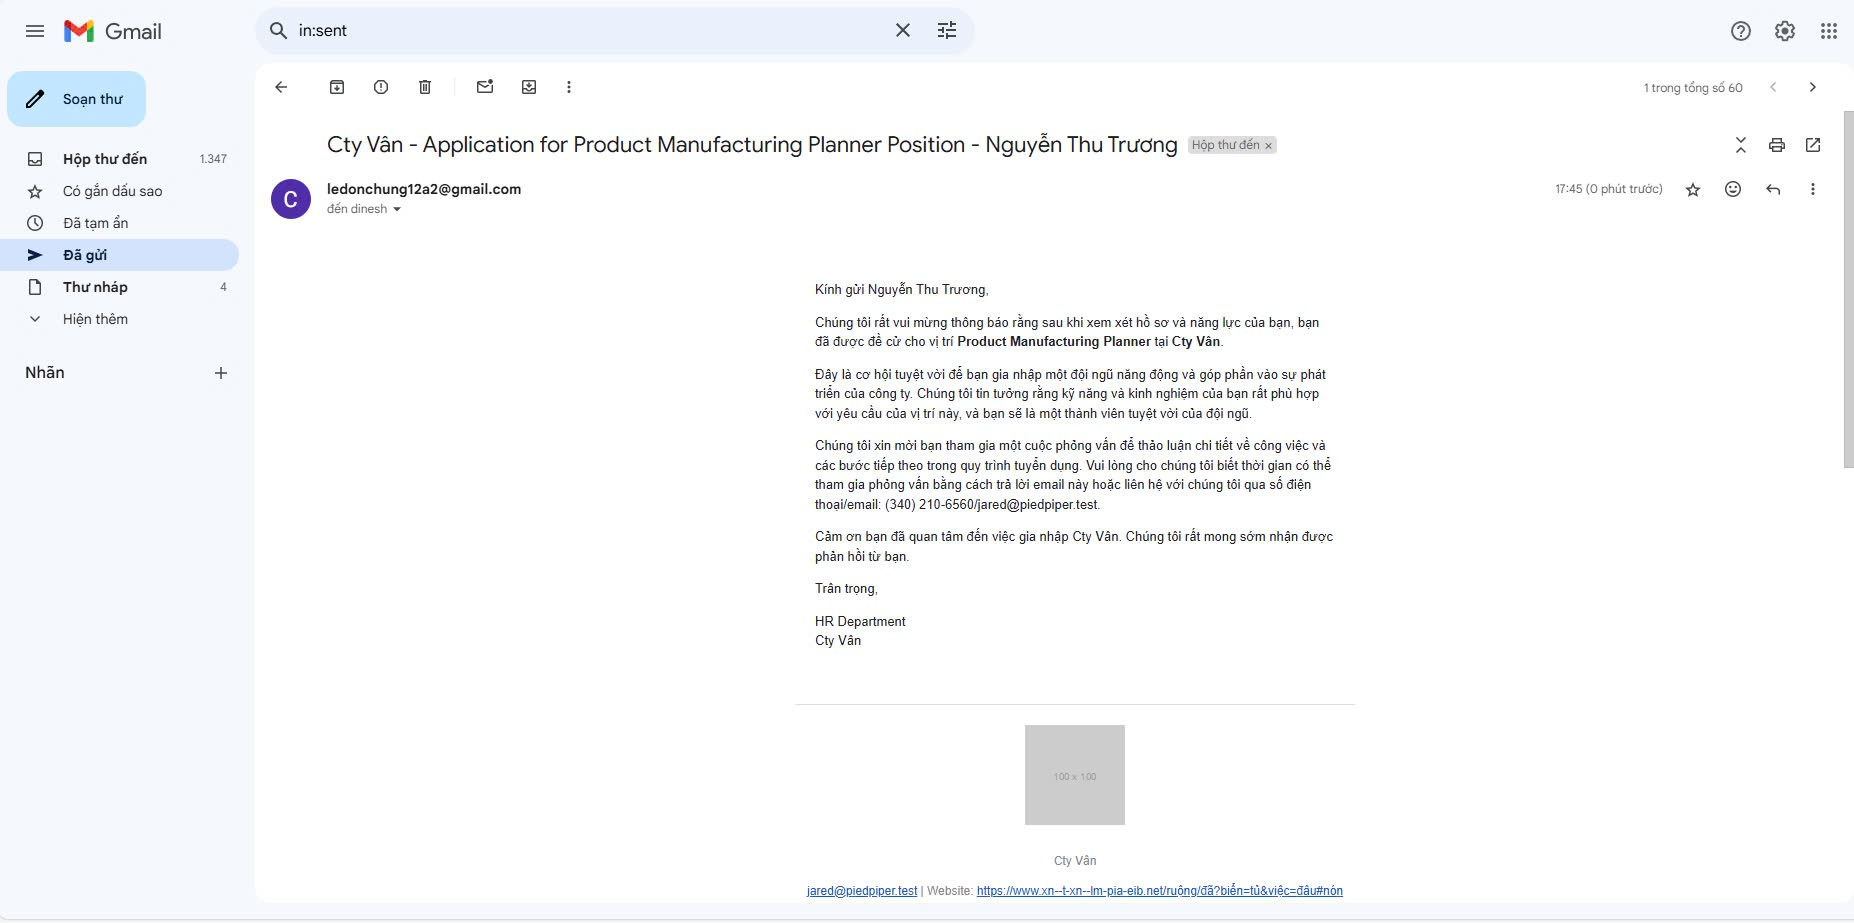 Gmail
in:sent
Soạn thư
1 trong tổng số 60
Cty Vân - Application for Product Manufacturing Planner Position - Nguyễn Thu Trương Hộp thư đến ×
Hộp thư đến 1.347
Có gắn dấu sao
Đã tạm ẩn
Đã gửi
Thư nháp 4
Hiện thêm
Nhãn
C
ledonchung12a2@gmail.com
đến dinesh
17:45 (0 phút trước)
Kính gửi Nguyễn Thu Trương,
Chúng tôi rất vui mừng thông báo rằng sau khi xem xét hồ sơ và năng lực của bạn, bạn
đã được đề cử cho vị trí Product Manufacturing Planner tại Cty Vân.
Đây là cơ hội tuyệt vời để bạn gia nhập một đội ngũ năng động và góp phần vào sự phát
triển của công ty. Chúng tôi tin tưởng rằng kỹ năng và kinh nghiệm của bạn rất phù hợp
với yêu cầu của vị trí này, và bạn sẽ là một thành viên tuyệt vời của đội ngũ.
Chúng tôi xin mời bạn tham gia một cuộc phỏng vấn để thảo luận chi tiết về công việc và
các bước tiếp theo trong quy trình tuyển dụng. Vui lòng cho chúng tôi biết thời gian có thể
tham gia phỏng vấn bằng cách trả lời email này hoặc liên hệ với chúng tôi qua số điện
thoại/email: (340) 210-6560/jared@piedpiper.test.
Cảm ơn bạn đã quan tâm đến việc gia nhập Cty Vân. Chúng tôi rất mong sớm nhận được
phản hồi từ bạn.
Trân trọng,
HR Department
Cty Vân
100 x 100
Cty Vân
jared@piedpiper.test | Website: https://www.xn--t-xn--lm-pia-eib.net/ruộng/đã?biển=tủ&việc=đâu#nón